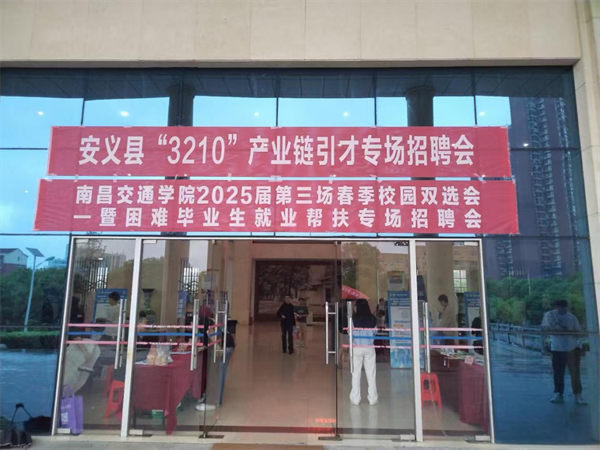 安义县“3210”产业链引才专场招聘会
南昌交通学院2025届第三场春季校园双选会
一暨困难毕业生就业帮扶专场招聘会